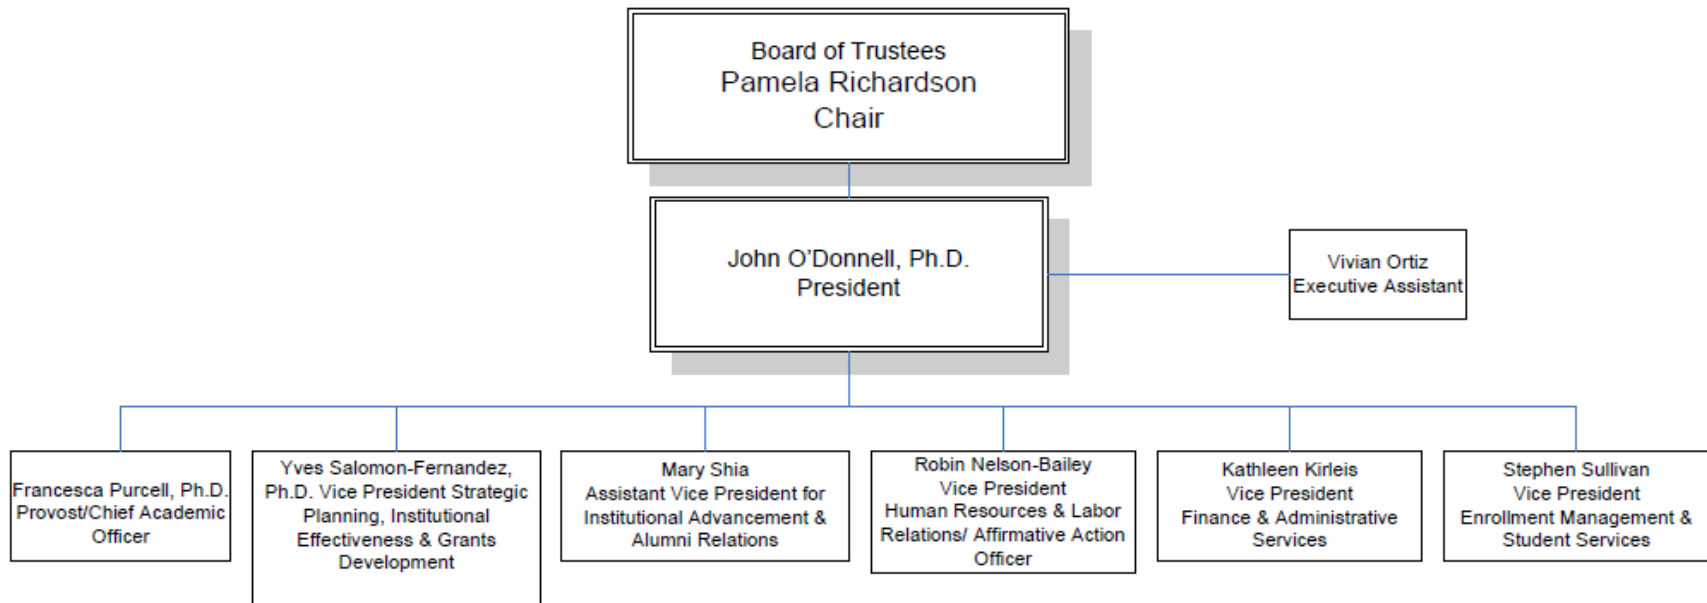 Board of Trustees
Pamela Richardson
Chair
John O'Donnell, Ph.D.
President
Vivian Ortiz
Executive Assistant
Francesca Purcell, Ph.D.
Provost/Chief Academic
Officer
Yves Salomon-Fernandez,
Ph.D. Vice President Strategic
Planning, Institutional
Effectiveness & Grants
Development
Mary Shia
Assistant Vice President for
Institutional Advancement &
Alumni Relations
Robin Nelson-Bailey
Vice President
Human Resources & Labor
Relations/ Affirmative Action
Officer
Kathleen Kirleis
Vice President
Finance & Administrative
Services
Stephen Sullivan
Vice President
Enrollment Management &
Student Services